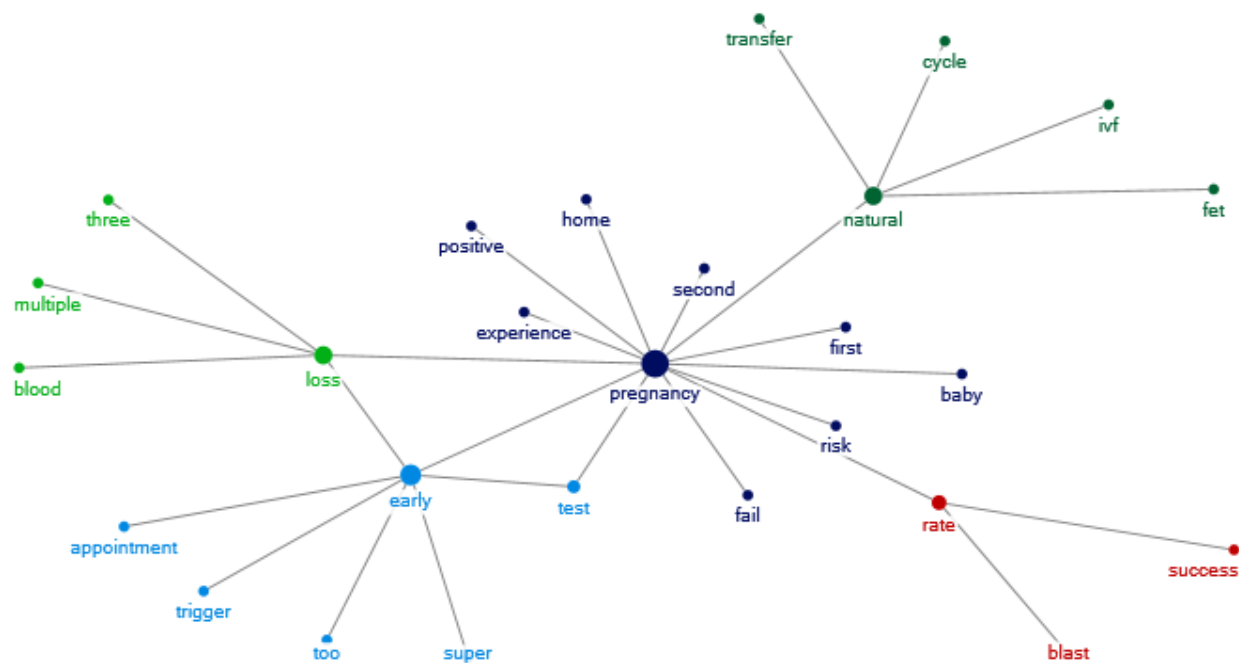 transfer
cycle
ivf
three
home
natural
fet
positive
second
multiple
experience
first
loss
blood
pregnancy
baby
risk
early
test
fail
rate
appointment
success
trigger
too
super
blast